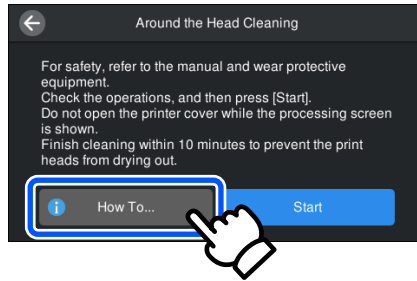 Around the Head Cleaning
For safety, refer to the manual and wear protective
equipment.
Check the operations, and then press [Start].
Do not open the printer cover while the processing screen
is shown.
Finish cleaning within 10 minutes to prevent the print
heads from drying out.
i How To... Start